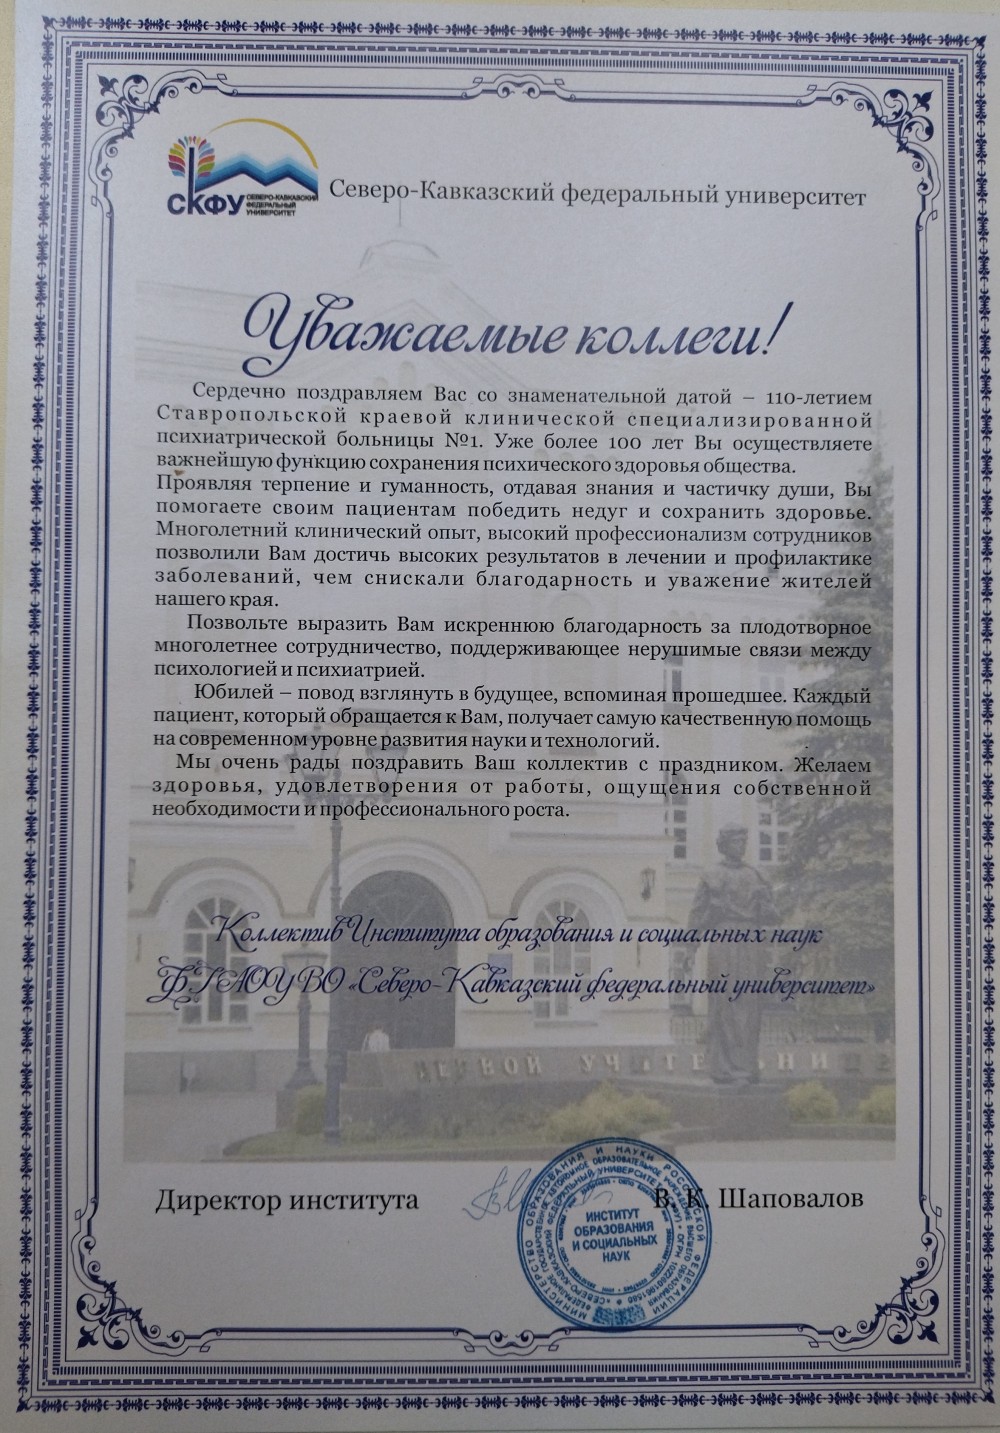 СКФУ
СЕВЕРО-КАВКАЗСКИЙ
ФЕДЕРАЛЬНЫЙ
УНИВЕРСИТЕТ
Северо-Кавказский федеральный университет
Уважаемые коллеги!
Сердечно поздравляем Вас со знаменательной датой – 110-летием
Ставропольской краевой клинической специализированной
психиатрической больницы №1. Уже более 100 лет Вы осуществляете
важнейшую функцию сохранения психического здоровья общества.
Проявляя терпение и гуманность, отдавая знания и частичку души, Вы
помогаете своим пациентам победить недуг и сохранить здоровье.
Многолетний клинический опыт, высокий профессионализм сотрудников
позволили Вам достичь высоких результатов в лечении и профилактике
заболеваний, чем снискали благодарность и уважение жителей
нашего края.
Позвольте выразить Вам искреннюю благодарность за плодотворное
многолетнее сотрудничество, поддерживающее нерушимые связи между
психологией и психиатрией.
Юбилей – повод взглянуть в будущее, вспоминая прошедшее. Каждый
пациент, который обращается к Вам, получает самую качественную помощь
на современном уровне развития науки и технологий.
Мы очень рады поздравить Ваш коллектив с праздником. Желаем
здоровья, удовлетворения от работы, ощущения собственной
необходимости и профессионального роста.
Коллектив Института образования и социальных наук
ФГАОУ ВО «Северо-Кавказский федеральный университет»
ПЕРВОЙ УЧИТЕЛЬНИЦЕ
Директор института
В. К. Шаповалов
МИНИСТЕРСТВО ОБРАЗОВАНИЯ И НАУКИ РОССИЙСКОЙ ФЕДЕРАЦИИ
ИНСТИТУТ
ОБРАЗОВАНИЯ
И СОЦИАЛЬНЫХ
НАУК